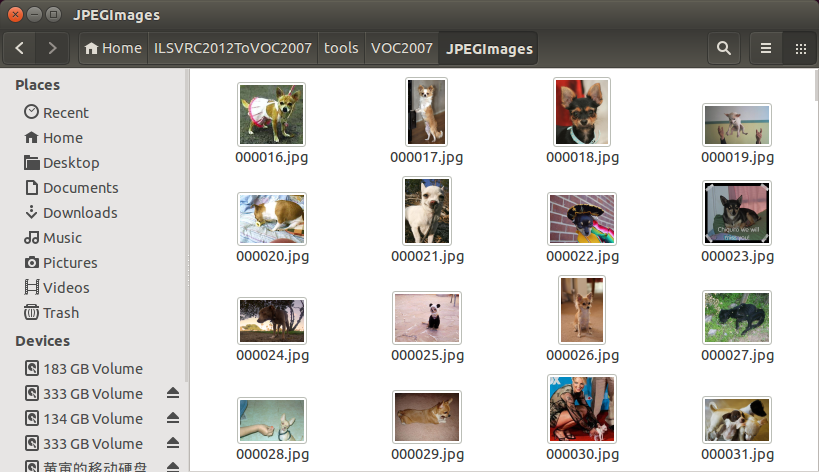 JPEGImages
Home ILSVRC2012ToVOC2007 tools VOC2007 JPEGImages
Places
Recent
Home
Desktop
Documents
Downloads
Music
Pictures
Videos
Trash
Devices
183 GB Volume
333 GB Volume
134 GB Volume
333 GB Volume
黄寅的移动硬盘
000016.jpg 000017.jpg 000018.jpg 000019.jpg
Chiquito we will
miss you!
000020.jpg 000021.jpg 000022.jpg 000023.jpg
000024.jpg 000025.jpg 000026.jpg 000027.jpg
000028.jpg 000029.jpg 000030.jpg 000031.jpg